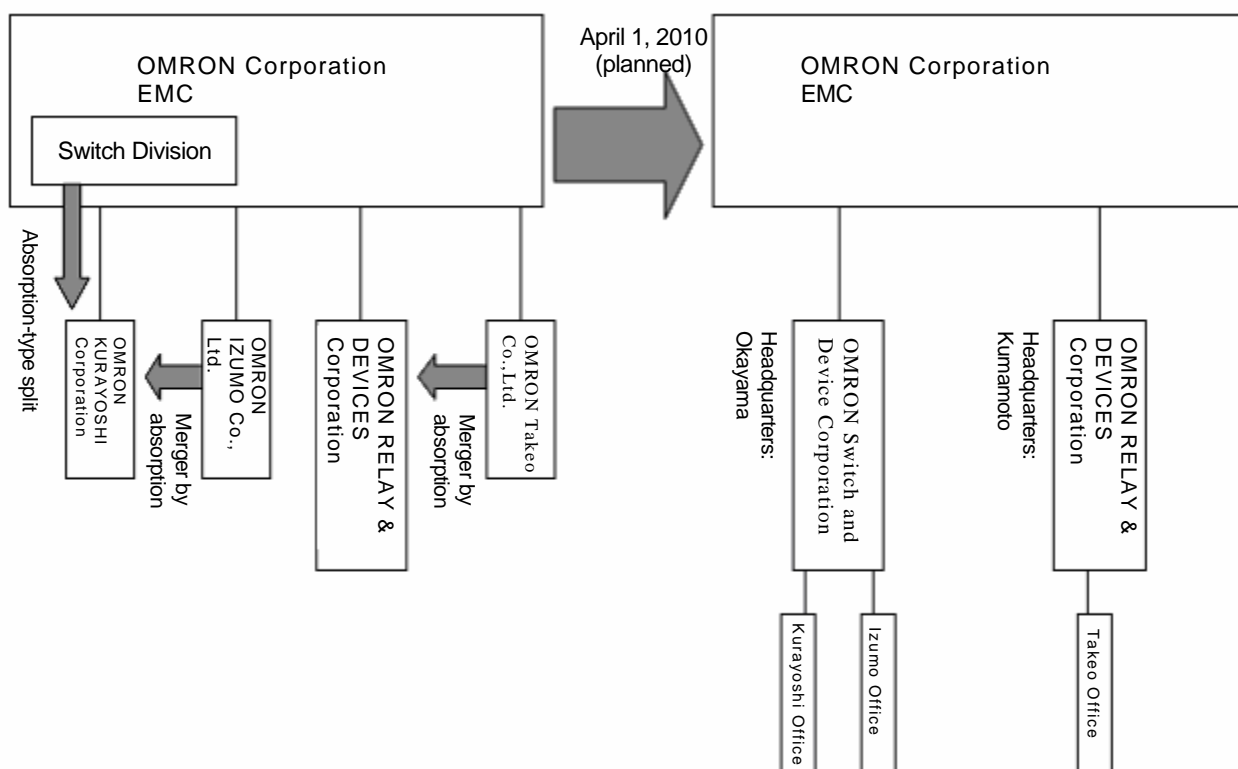 OMRON Corporation
EMC
Switch Division
April 1, 2010
(planned)
OMRON Corporation
EMC
Absorption-type split
OMRON
KURAYOSHI
Corporation
Merger by
absorption
OMRON
IZUMO Co.,
Ltd.
OMRON RELAY &
DEVICES
Corporation
Merger by
absorption
OMRON Takeo
Co.,Ltd.
Headquarters:
Okayama
OMRON Switch and
Device Corporation
Headquarters:
Kumamoto
OMRON RELAY &
DEVICES
Corporation
Kurayoshi Office
Izumo Office
Takeo Office